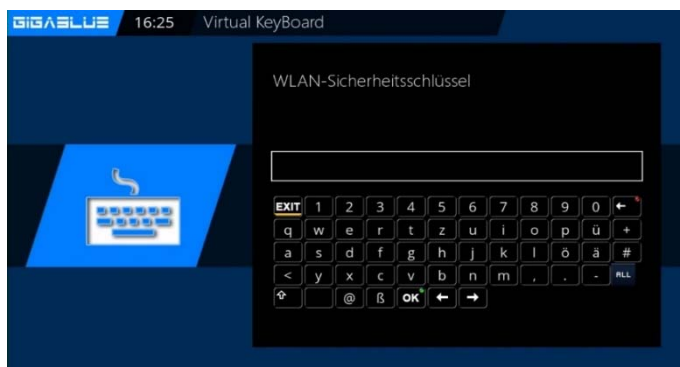 GIGABLUE 16:25 Virtual KeyBoard
WLAN-Sicherheitsschlüssel
EXIT 1 2 3 4 5 6 7 8 9 0 ←
q w e r t z u i o p ü +
a s d f g h j k l ö ä #
< y x c v b n m , . - ALL
⇧ @ ß OK ← →